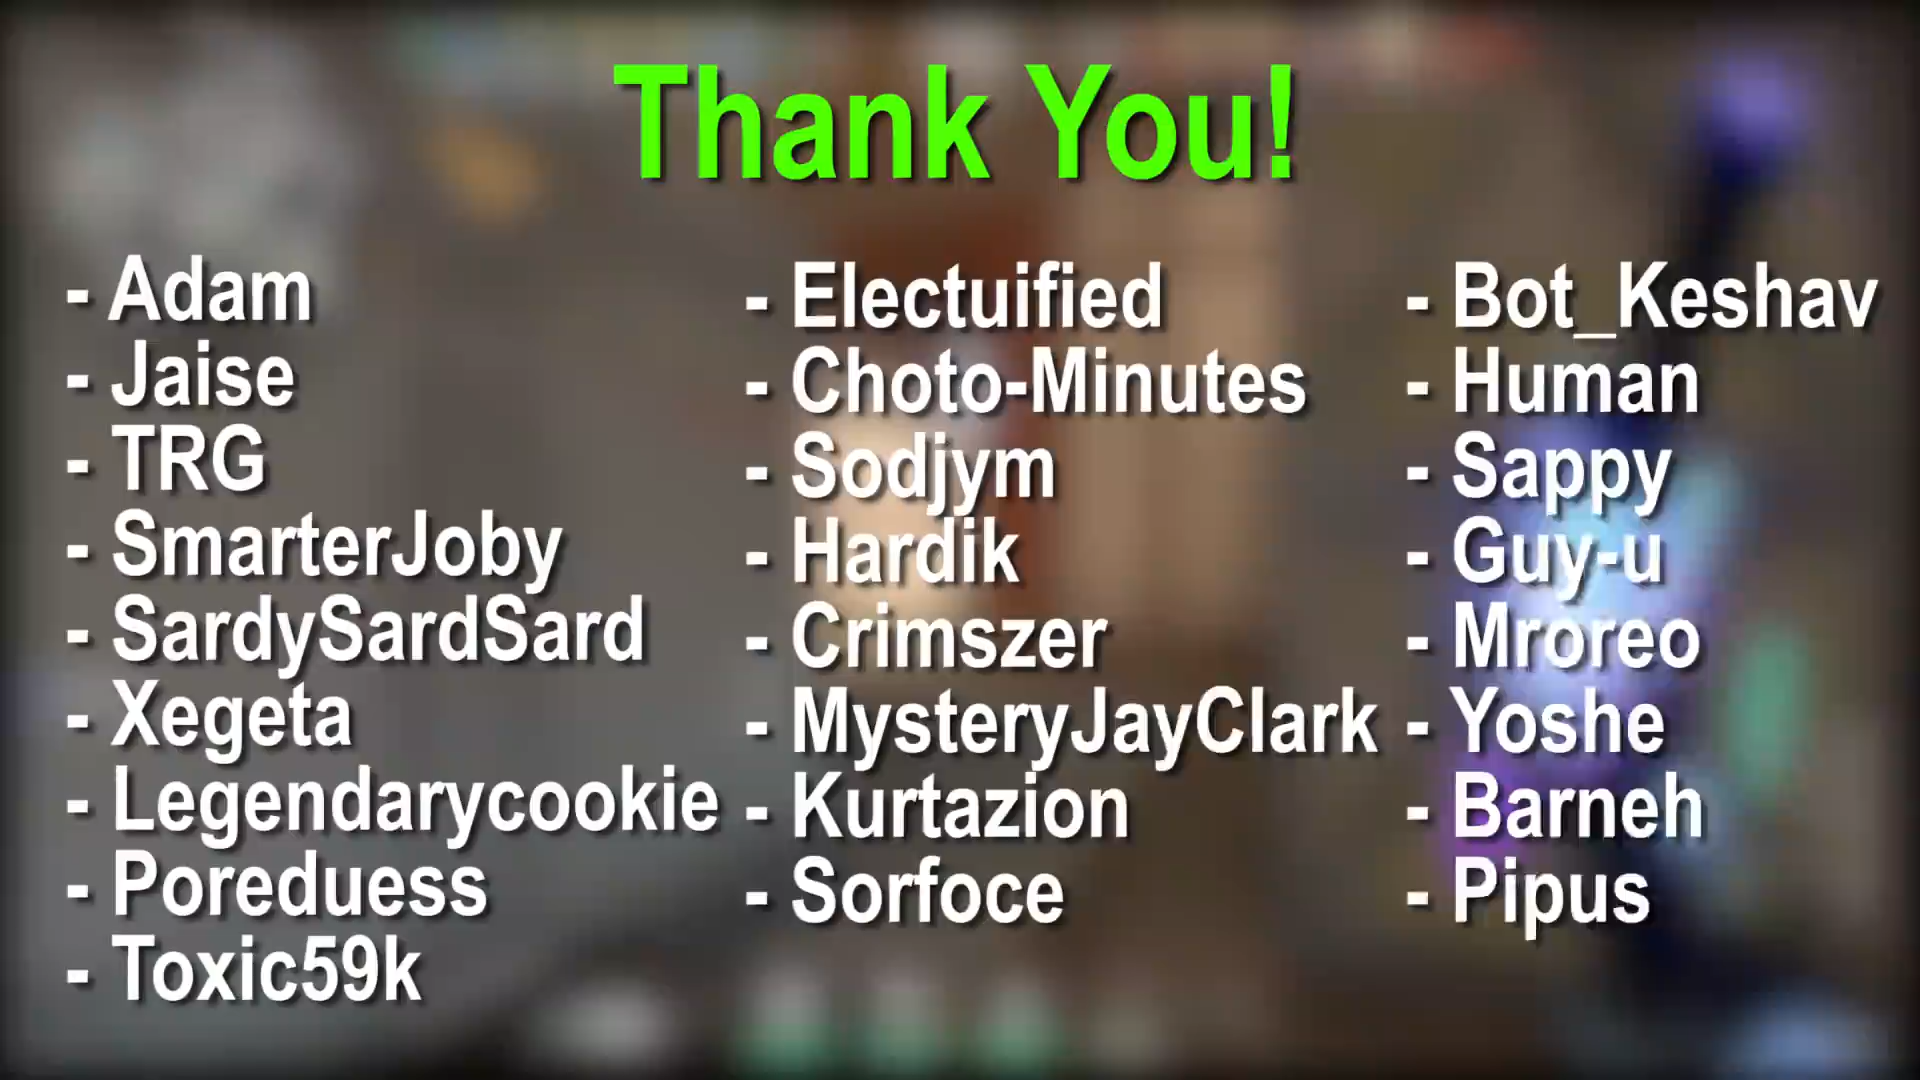 Thank You!
- Adam
- Jaise
- TRG
- SmarterJoby
- SardySardSard
- Xegeta
- Legendarycookie
- Poreduess
- Toxic59k
- Electuified
- Choto-Minutes
- Sodjym
- Hardik
- Crimszer
- MysteryJayClark
- Kurtazion
- Sorfoce
- Bot_Keshav
- Human
- Sappy
- Guy-u
- Mroreo
- Yoshe
- Barneh
- Pipus